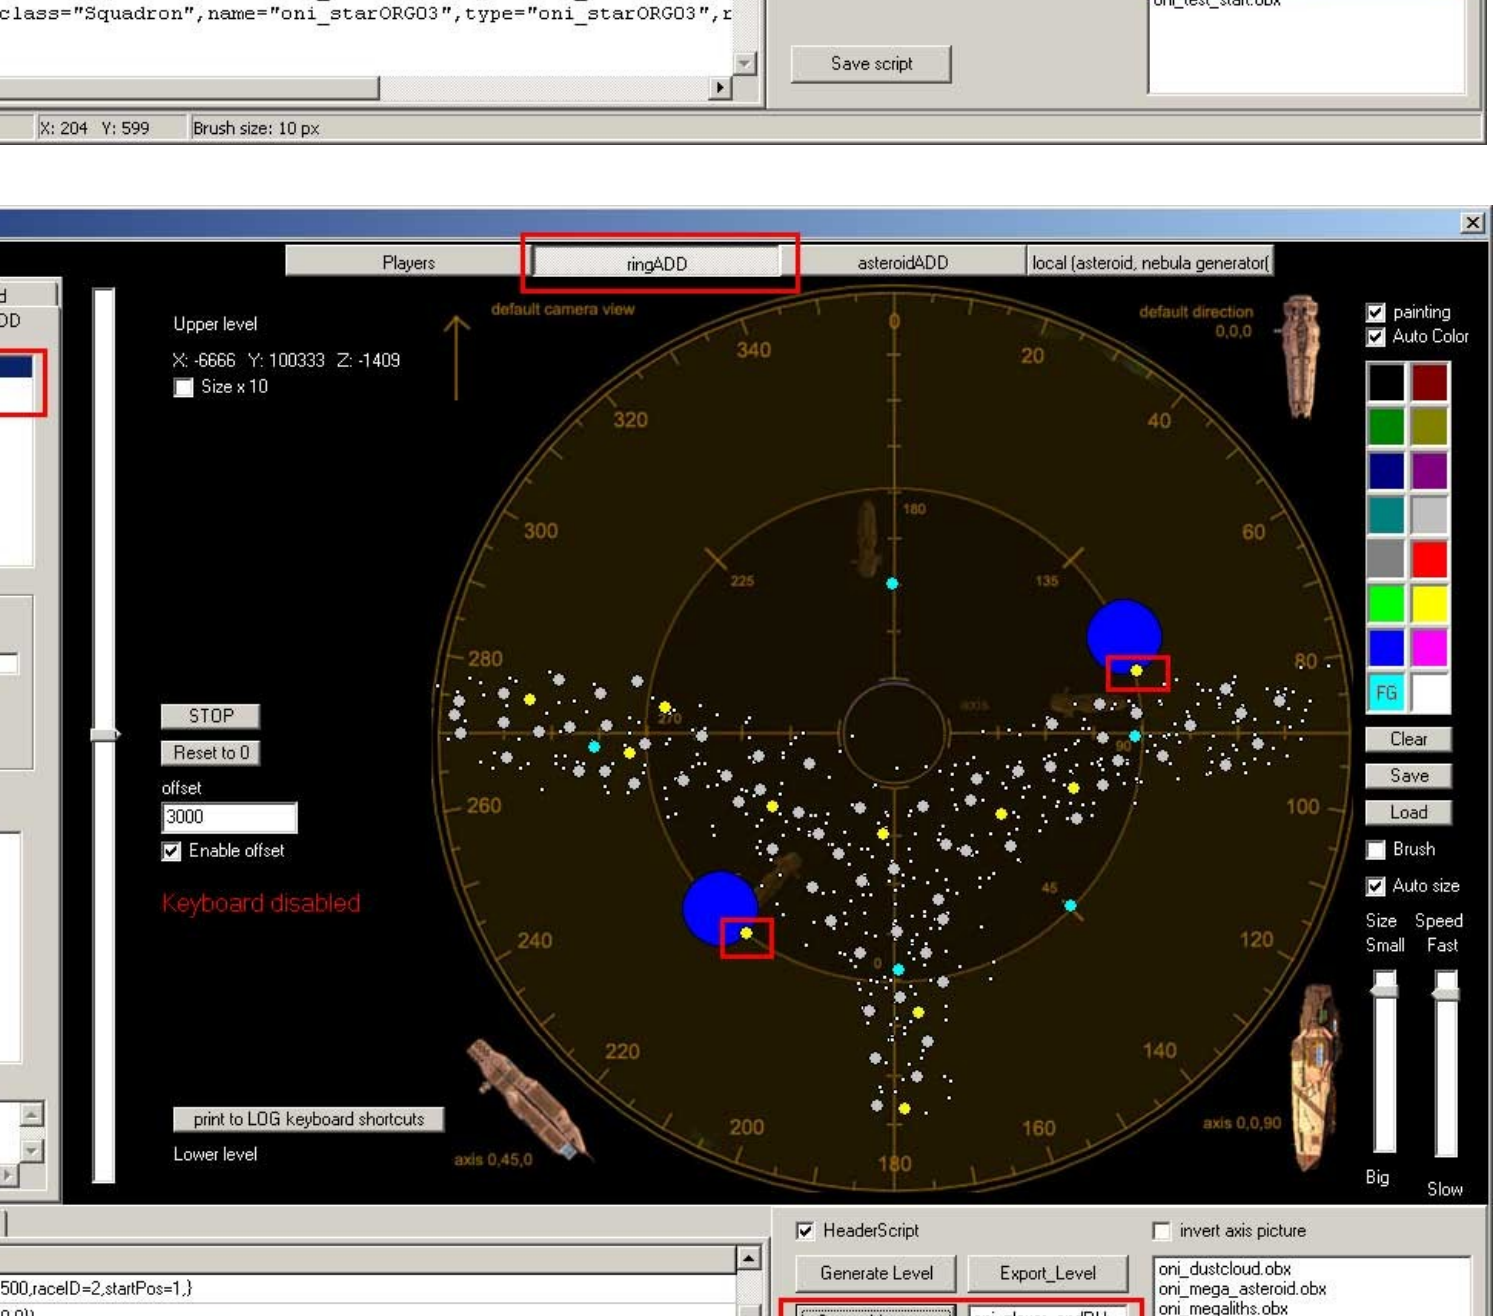 class="Squadron",name="oni_starORG03",type="oni_starORG03",r
oni_test_start.obx
Save script
X: 204 Y: 599 Brush size: 10 px
Players ringADD asteroidADD local (asteroid, nebula generator(
Upper level
X: -6666 Y: 100333 Z: -1409
Size x 10
default camera view
default direction
0,0,0
painting
Auto Color
0
340
20
320
40
300
60
180
225
135
280
80
270
axis
90
FG
STOP
Reset to 0
offset
3000
Enable offset
Keyboard disabled
260
100
Clear
Save
Load
Brush
Auto size
Size Speed
Small Fast
45
240
120
0
220
140
200
160
180
print to LOG keyboard shortcuts
Lower level
axis 0,45,0
axis 0,0,90
Big
Slow
HeaderScript
invert axis picture
Generate Level Export_Level
500,raceID=2,startPos=1,}
oni_dustcloud.obx
oni_mega_asteroid.obx
oni_megaliths.obx